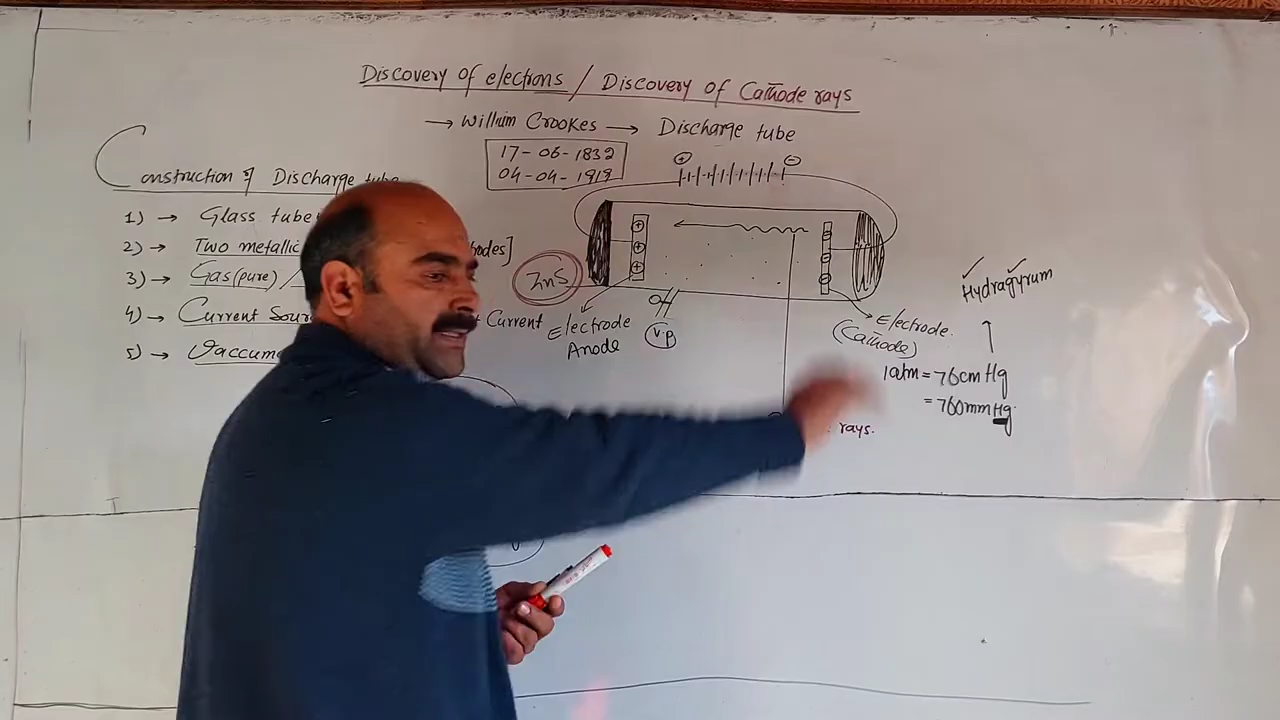 Discovery of electrons / Discovery of Cathode rays
→ Willium Crookes → Discharge tube
17-06-1832
04-04-1919
Construction of Discharge tube
1) → Glass tube
2) → Two metallic
odes]
3) → Gas (pure) /
4) → Current Sour
t Current
5) → Vaccum
+ −
+
+
+
−
−
−
ZnS
Electrode
Anode
V.P
Electrode.
(Cathode)
rays.
Hydragyrum
1atm = 76cm Hg
= 760mm Hg.